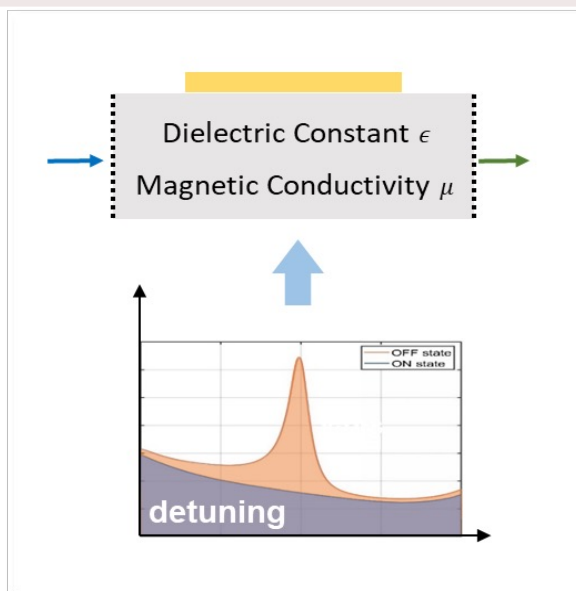 Dielectric Constant ϵ
Magnetic Conductivity μ
OFF state
ON state
detuning